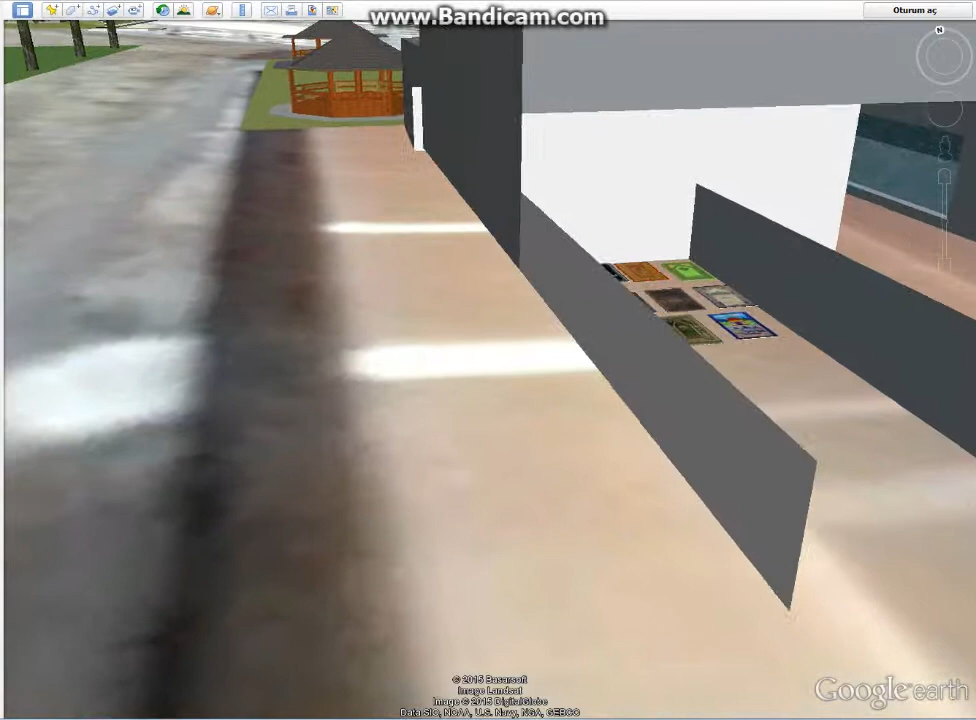 www.Bandicam.com
Oturum aç
N
© 2015 Basarsoft
Image Landsat
Image © 2015 DigitalGlobe
Data SIO, NOAA, U.S. Navy, NGA, GEBCO
Google earth